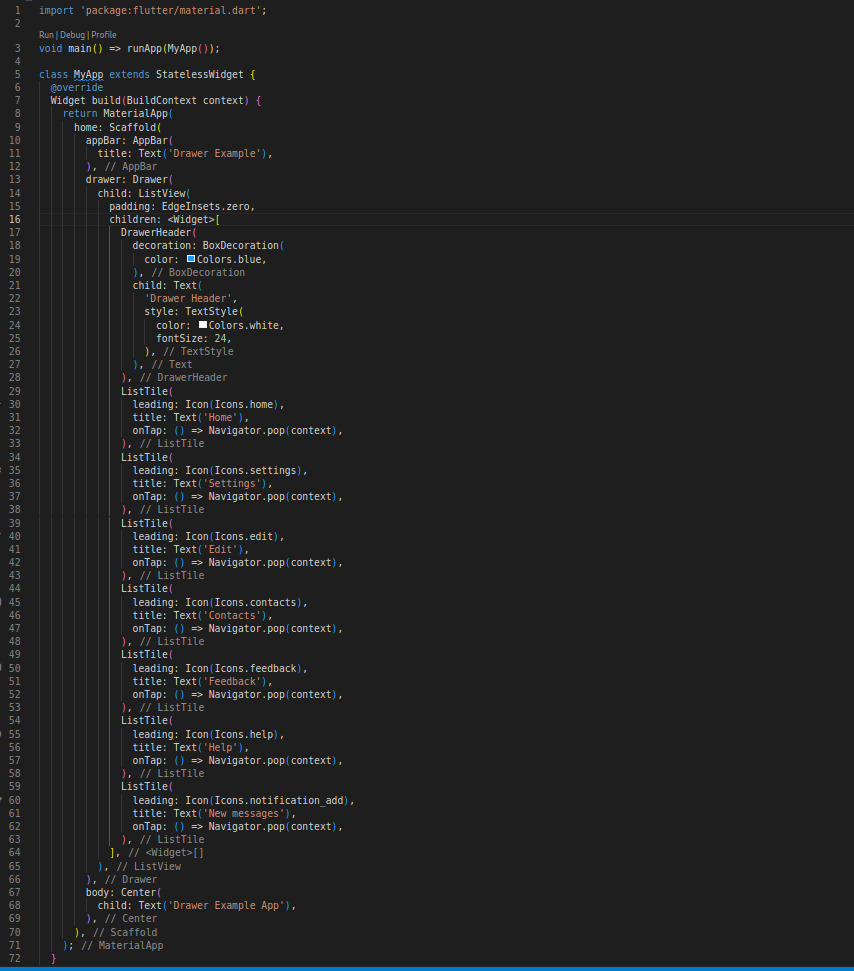 1 import 'package:flutter/material.dart';
2
Run | Debug | Profile
3 void main() => runApp(MyApp());
4
5 class MyApp extends StatelessWidget {
6   @override
7   Widget build(BuildContext context) {
8     return MaterialApp(
9       home: Scaffold(
10         appBar: AppBar(
11           title: Text('Drawer Example'),
12         ), // AppBar
13         drawer: Drawer(
14           child: ListView(
15             padding: EdgeInsets.zero,
16             children: <Widget>[
17               DrawerHeader(
18                 decoration: BoxDecoration(
19                   color: Colors.blue,
20                 ), // BoxDecoration
21                 child: Text(
22                   'Drawer Header',
23                   style: TextStyle(
24                     color: Colors.white,
25                     fontSize: 24,
26                   ), // TextStyle
27                 ), // Text
28               ), // DrawerHeader
29               ListTile(
30                 leading: Icon(Icons.home),
31                 title: Text('Home'),
32                 onTap: () => Navigator.pop(context),
33               ), // ListTile
34               ListTile(
35                 leading: Icon(Icons.settings),
36                 title: Text('Settings'),
37                 onTap: () => Navigator.pop(context),
38               ), // ListTile
39               ListTile(
40                 leading: Icon(Icons.edit),
41                 title: Text('Edit'),
42                 onTap: () => Navigator.pop(context),
43               ), // ListTile
44               ListTile(
45                 leading: Icon(Icons.contacts),
46                 title: Text('Contacts'),
47                 onTap: () => Navigator.pop(context),
48               ), // ListTile
49               ListTile(
50                 leading: Icon(Icons.feedback),
51                 title: Text('Feedback'),
52                 onTap: () => Navigator.pop(context),
53               ), // ListTile
54               ListTile(
55                 leading: Icon(Icons.help),
56                 title: Text('Help'),
57                 onTap: () => Navigator.pop(context),
58               ), // ListTile
59               ListTile(
60                 leading: Icon(Icons.notification_add),
61                 title: Text('New messages'),
62                 onTap: () => Navigator.pop(context),
63               ), // ListTile
64             ], // <Widget>[]
65           ), // ListView
66         ), // Drawer
67         body: Center(
68           child: Text('Drawer Example App'),
69         ), // Center
70       ), // Scaffold
71     ); // MaterialApp
72   }